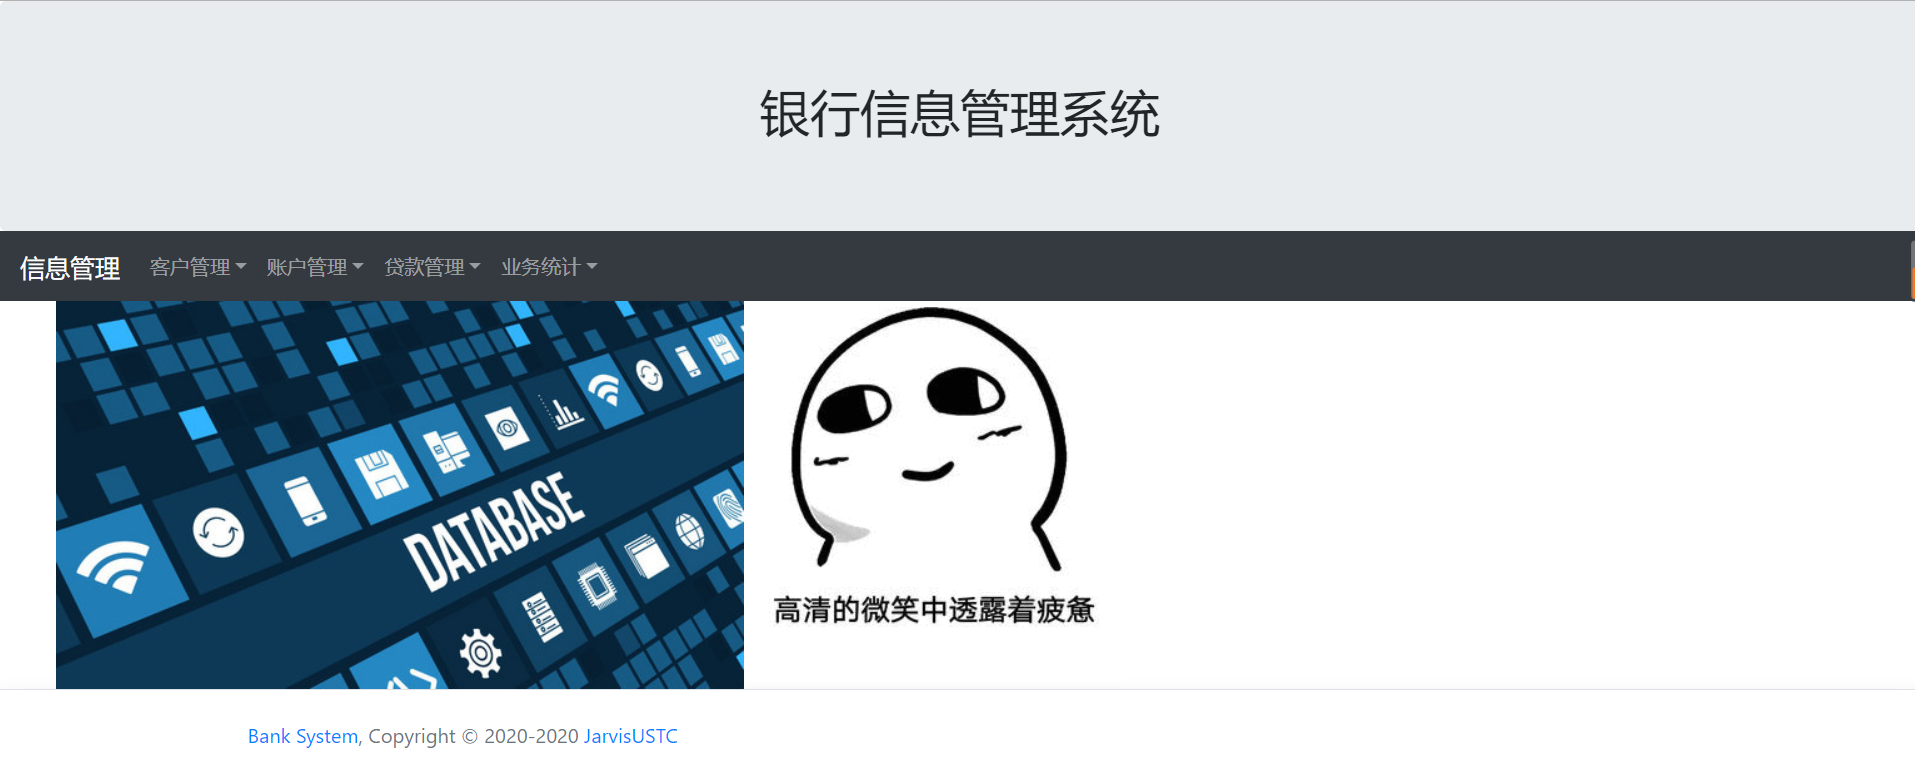 银行信息管理系统
信息管理 客户管理 账户管理 贷款管理 业务统计
DATABASE
高清的微笑中透露着疲惫
Bank System, Copyright © 2020-2020 JarvisUSTC